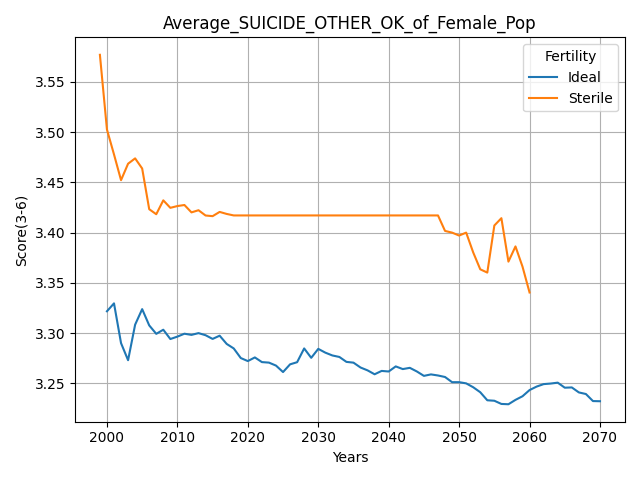 Average_SUICIDE_OTHER_OK_of_Female_Pop
Fertility
Ideal
Sterile
3.55
3.50
3.45
3.40
3.35
3.30
3.25
Score(3-6)
2000 2010 2020 2030 2040 2050 2060 2070
Years